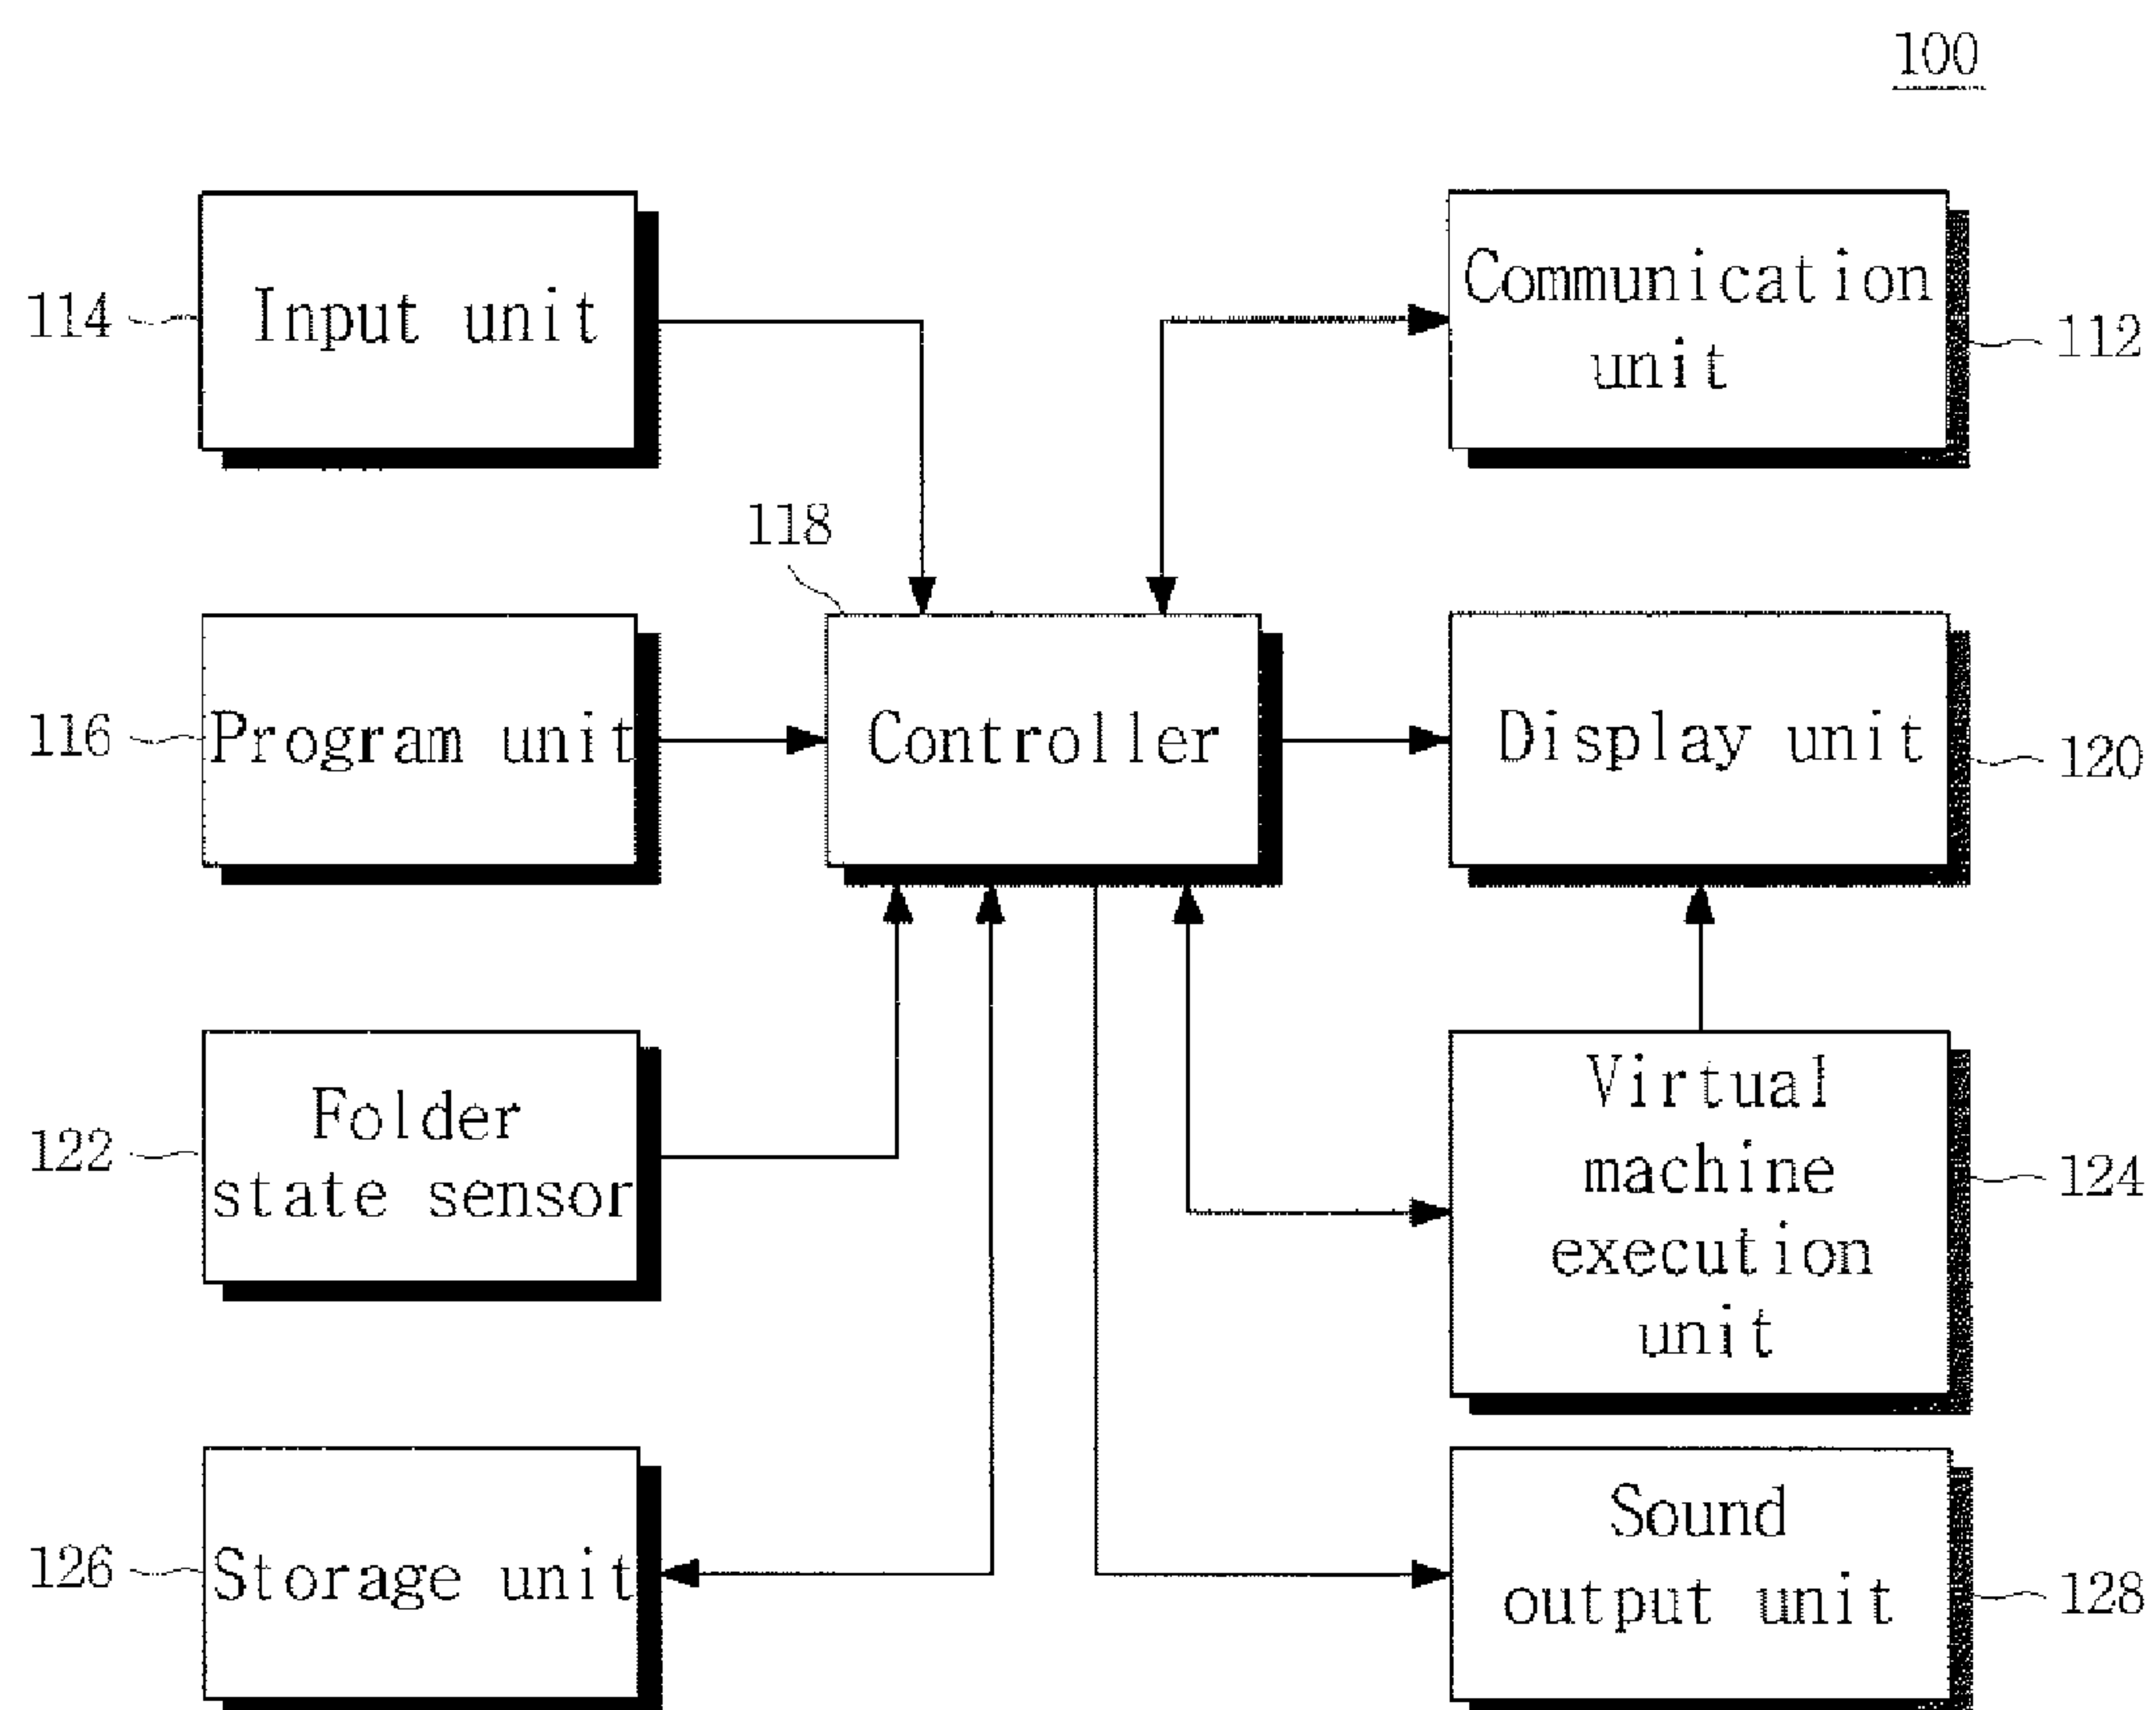 100
114
Input unit
Communication
unit
112
118
116
Program unit
Controller
Display unit
120
122
Folder
state sensor
Virtual
machine
execution
unit
124
126
Storage unit
Sound
output unit
128